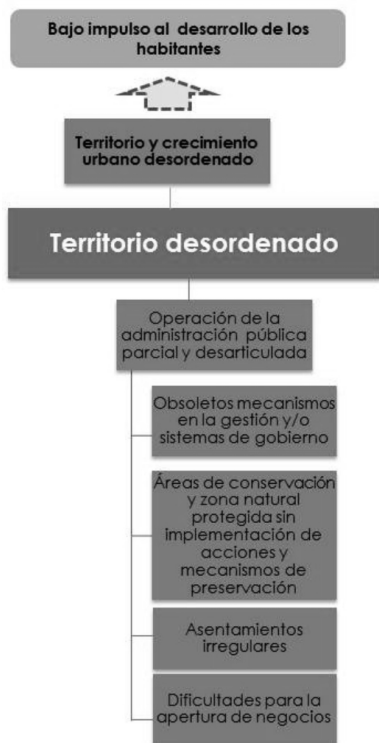 Bajo impulso al desarrollo de los
habitantes
Territorio y crecimiento
urbano desordenado
Territorio desordenado
Operación de la
administración pública
parcial y desarticulada
Obsoletos mecanismos
en la gestión y/o
sistemas de gobierno
Áreas de conservación
y zona natural
protegida sin
implementación de
acciones y
mecanismos de
preservación
Asentamientos
irregulares
Dificultades para la
apertura de negocios